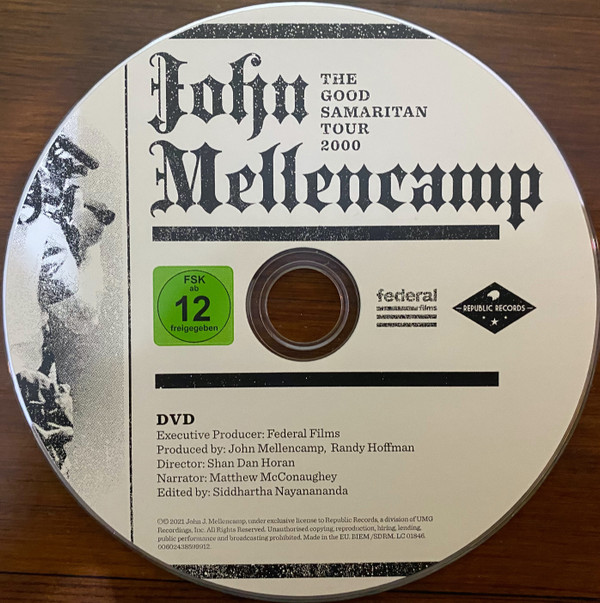 John
THE
GOOD
SAMARITAN
TOUR
2000
Mellencamp
FSK
ab
12
freigegeben
federal
films
REPUBLIC RECORDS
DVD
Executive Producer: Federal Films
Produced by: John Mellencamp, Randy Hoffman
Director: Shan Dan Horan
Narrator: Matthew McConaughey
Edited by: Siddhartha Nayanananda
℗© 2021 John J. Mellencamp, under exclusive license to Republic Records, a division of UMG
Recordings, Inc. All Rights Reserved. Unauthorised copying, reproduction, hiring, lending,
public performance and broadcasting prohibited. Made in the EU. BIEM/SDRM. LC 01846.
00602438599912.